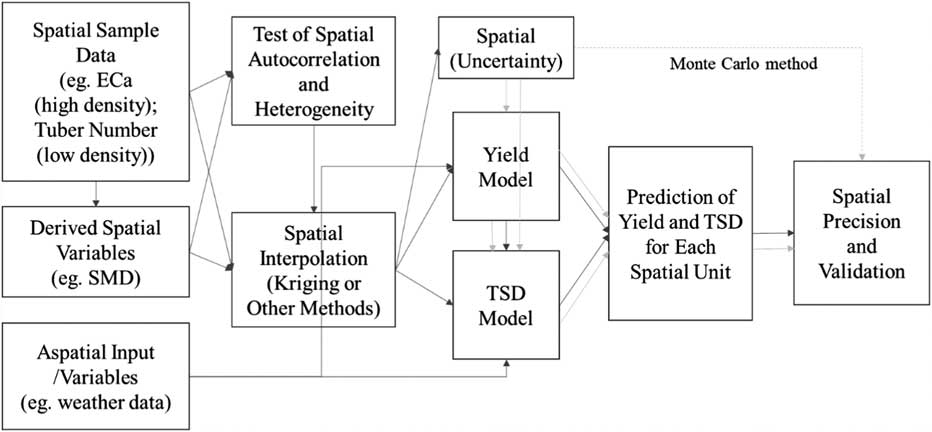 Spatial Sample
Data
(eg. ECa
(high density);
Tuber Number
(low density))
Derived Spatial
Variables
(eg. SMD)
Aspatial Input
/Variables
(eg. weather data)
Test of Spatial
Autocorrelation
and
Heterogeneity
Spatial
Interpolation
(Kriging or
Other Methods)
Spatial
(Uncertainty)
Yield
Model
TSD
Model
Monte Carlo method
Prediction of
Yield and TSD
for Each
Spatial Unit
Spatial
Precision
and
Validation